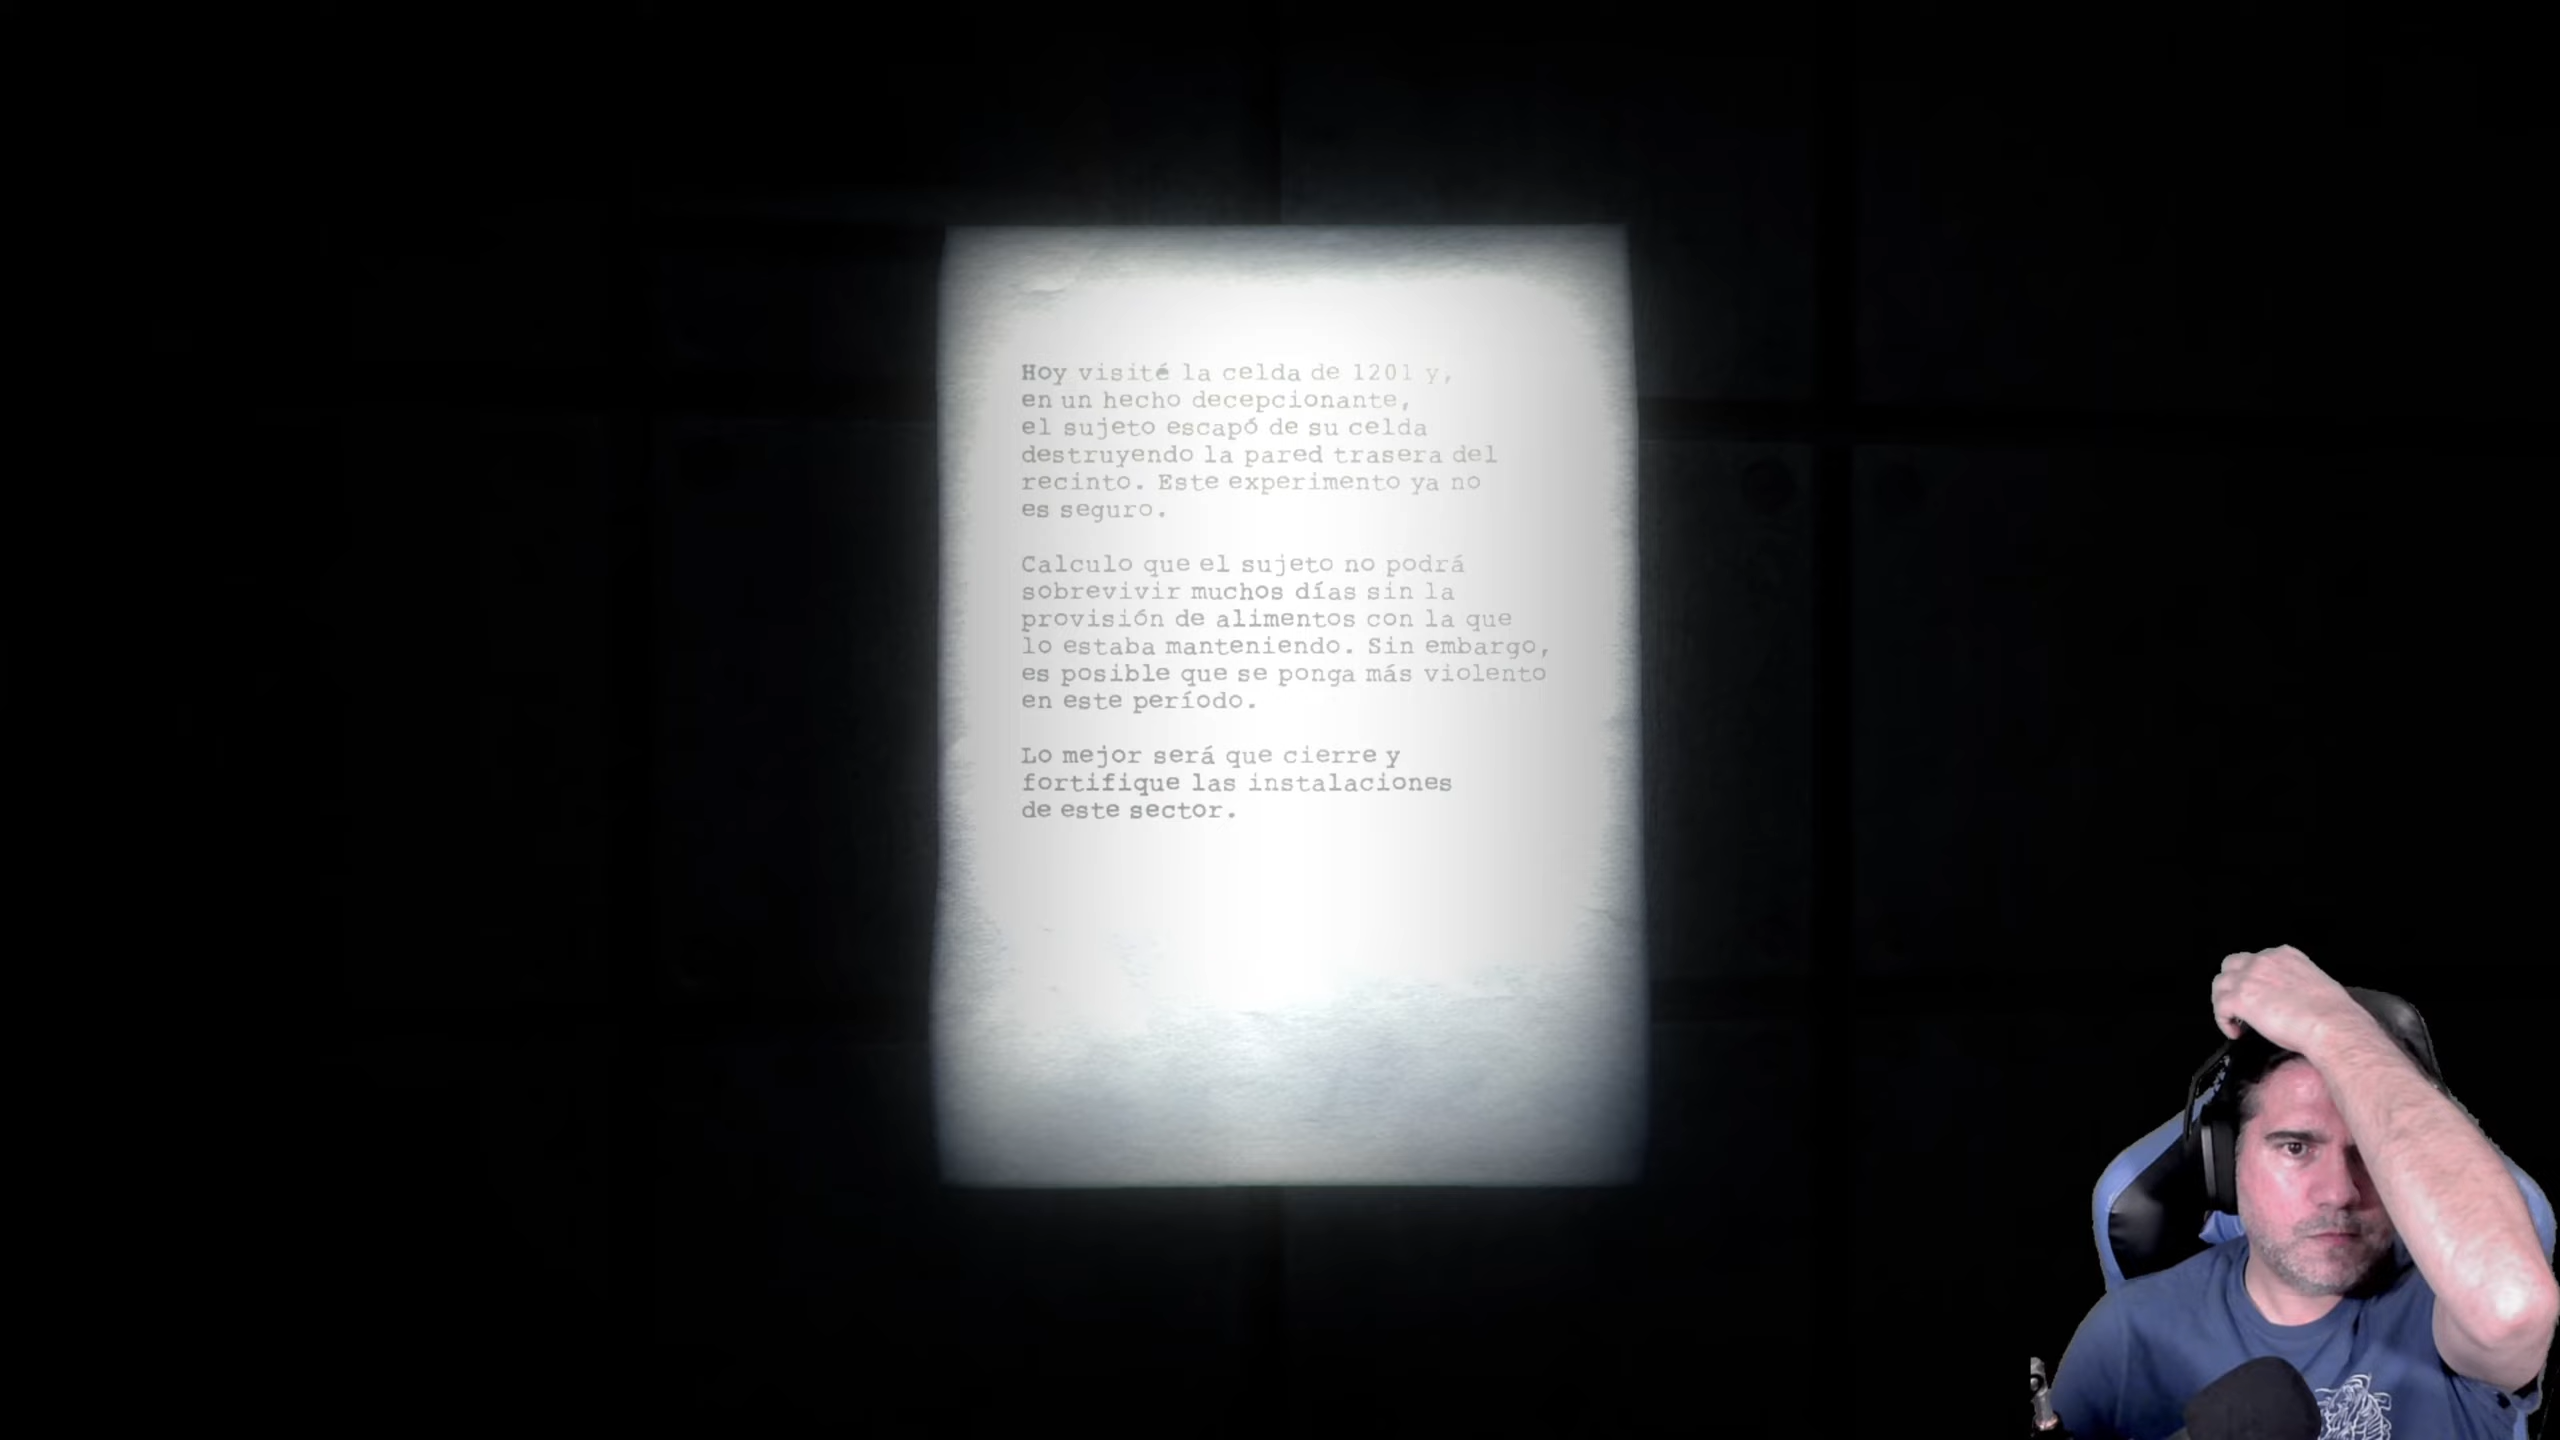 Hoy visité la celda de 1201 y,
en un hecho decepcionante,
el sujeto escapó de su celda
destruyendo la pared trasera del
recinto. Este experimento ya no
es seguro.
Calculo que el sujeto no podrá
sobrevivir muchos días sin la
provisión de alimentos con la que
lo estaba manteniendo. Sin embargo,
es posible que se ponga más violento
en este período.
Lo mejor será que cierre y
fortifique las instalaciones
de este sector.